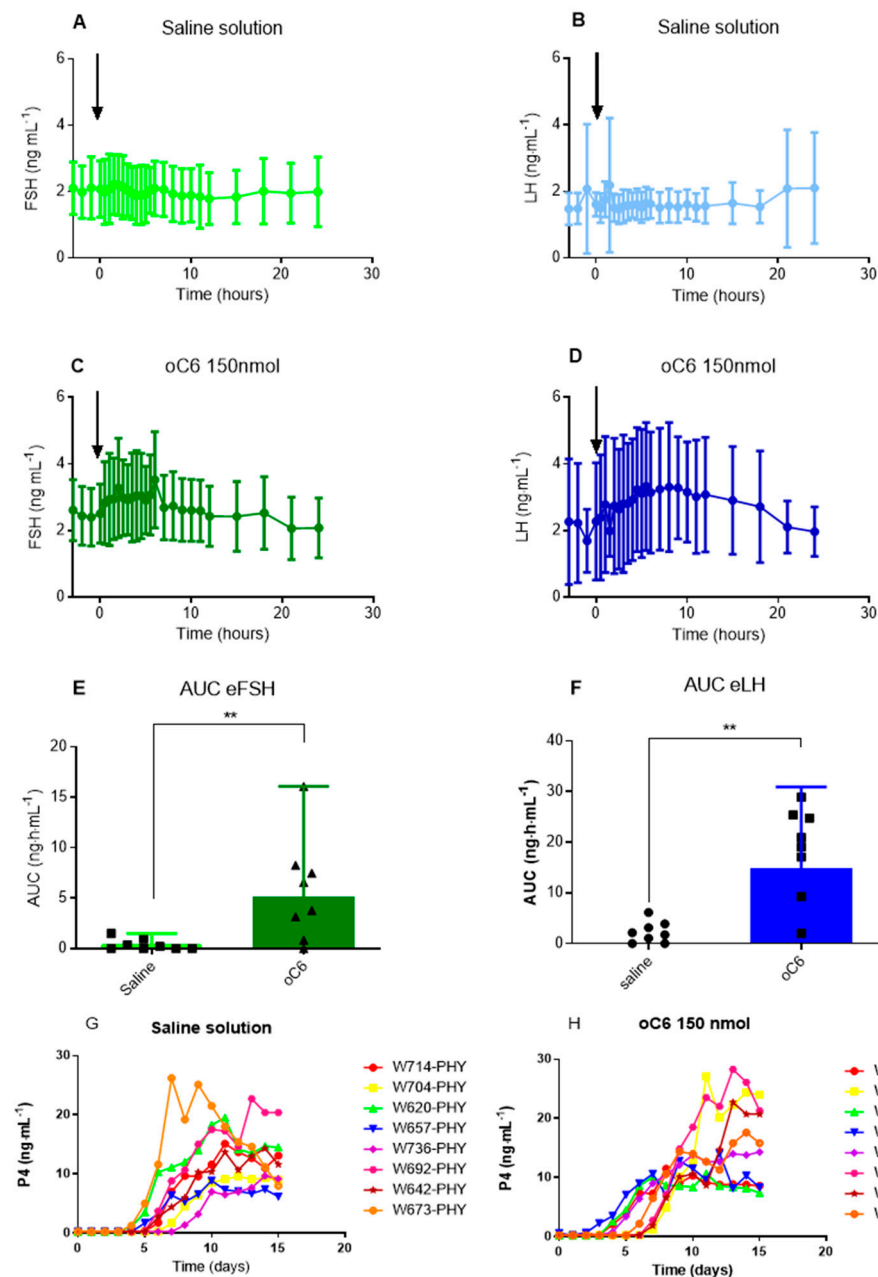 A
Saline solution
6
4
2
0
FSH (ng mL-1)
0
10
20
30
Time (hours)
B
Saline solution
6
4
2
0
LH (ng·mL-1)
0
10
20
30
Time (hours)
C
oC6 150nmol
6
4
2
0
FSH (ng mL-1)
0
10
20
30
Time (hours)
D
oC6 150nmol
6
4
2
0
LH (ng·mL-1)
0
10
20
30
Time (hours)
E
AUC eFSH
**
20
15
10
5
0
AUC (ng·h·mL-1)
Saline
oC6
F
AUC eLH
**
40
30
20
10
0
AUC (ng·h·mL-1)
saline
oC6
G
Saline solution
30
20
10
0
P4 (ng·mL-1)
0
5
10
15
20
Time (days)
W714-PHY
W704-PHY
W620-PHY
W657-PHY
W736-PHY
W692-PHY
W642-PHY
W673-PHY
H
oC6 150 nmol
30
20
10
0
P4 (ng·mL-1)
0
5
10
15
20
Time (days)